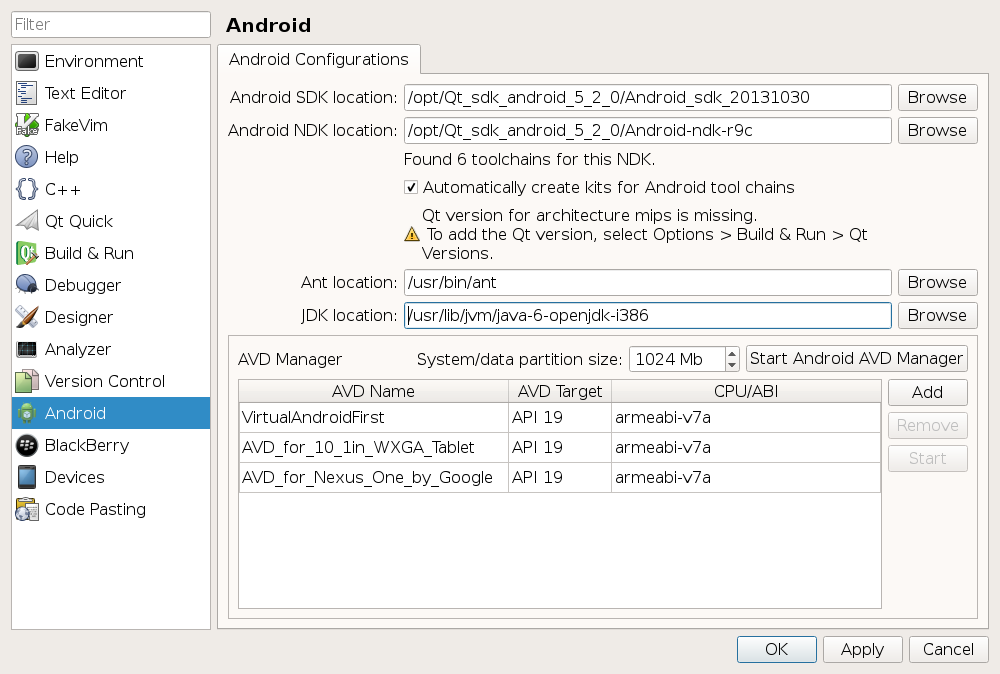 Filter
Environment
Text Editor
FakeVim
Help
C++
Qt Quick
Build & Run
Debugger
Designer
Analyzer
Version Control
Android
BlackBerry
Devices
Code Pasting
Android
Android Configurations
Android SDK location: /opt/Qt_sdk_android_5_2_0/Android_sdk_20131030 Browse
Android NDK location: /opt/Qt_sdk_android_5_2_0/Android-ndk-r9c Browse
Found 6 toolchains for this NDK.
Automatically create kits for Android tool chains
Qt version for architecture mips is missing.
To add the Qt version, select Options > Build & Run > Qt
Versions.
Ant location: /usr/bin/ant Browse
JDK location: /usr/lib/jvm/java-6-openjdk-i386 Browse
AVD Manager System/data partition size: 1024 Mb Start Android AVD Manager
AVD Name AVD Target CPU/ABI Add
VirtualAndroidFirst API 19 armeabi-v7a Remove
AVD_for_10_1in_WXGA_Tablet API 19 armeabi-v7a Start
AVD_for_Nexus_One_by_Google API 19 armeabi-v7a
OK Apply Cancel